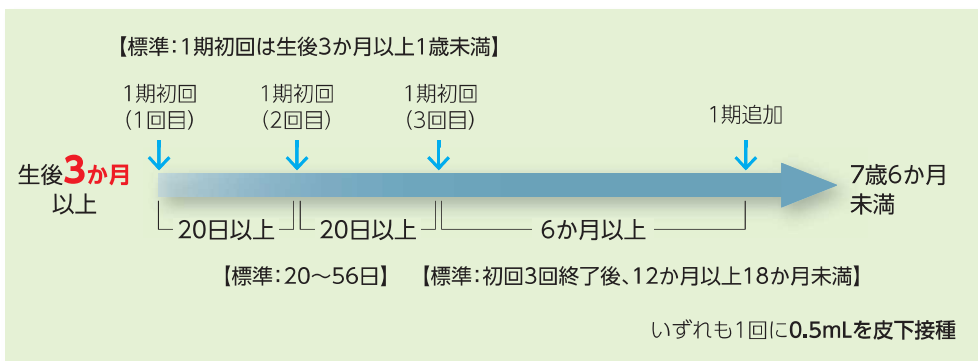 【標準：1期初回は生後3か月以上1歳未満】
1期初回
（1回目）
1期初回
（2回目）
1期初回
（3回目）
1期追加
生後3か月
以上
7歳6か月
未満
20日以上
20日以上
6か月以上
【標準：20～56日】
【標準：初回3回終了後、12か月以上18か月未満】
いずれも1回に0.5mLを皮下接種